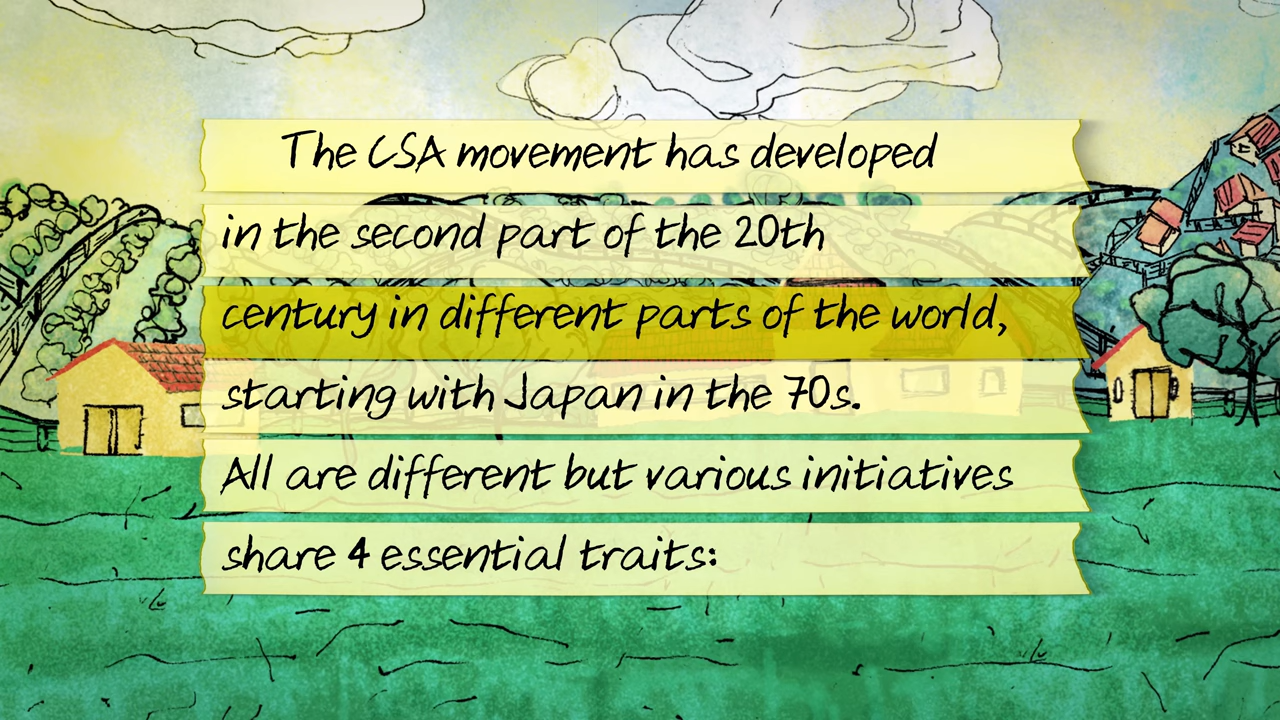 The CSA movement has developed
in the second part of the 20th
century in different parts of the world,
starting with Japan in the 70s.
All are different but various initiatives
share 4 essential traits: